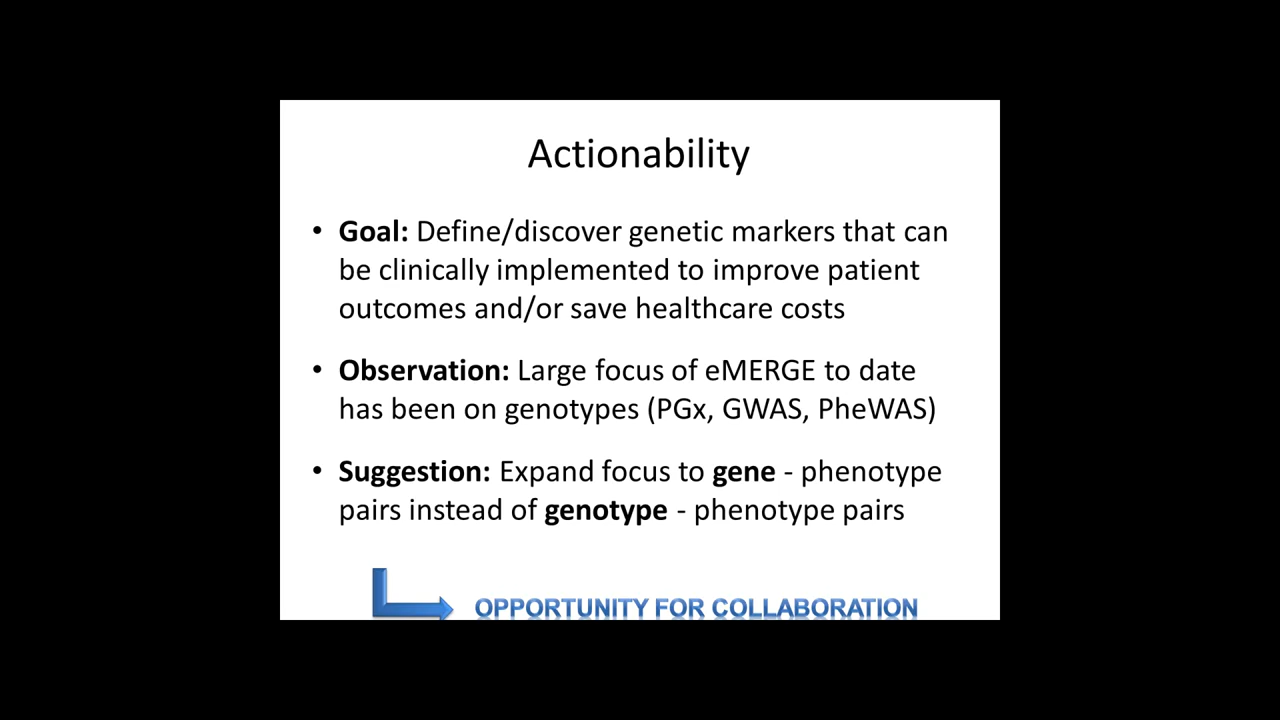 Actionability
• Goal: Define/discover genetic markers that can
be clinically implemented to improve patient
outcomes and/or save healthcare costs
• Observation: Large focus of eMERGE to date
has been on genotypes (PGx, GWAS, PheWAS)
• Suggestion: Expand focus to gene - phenotype
pairs instead of genotype - phenotype pairs
OPPORTUNITY FOR COLLABORATION